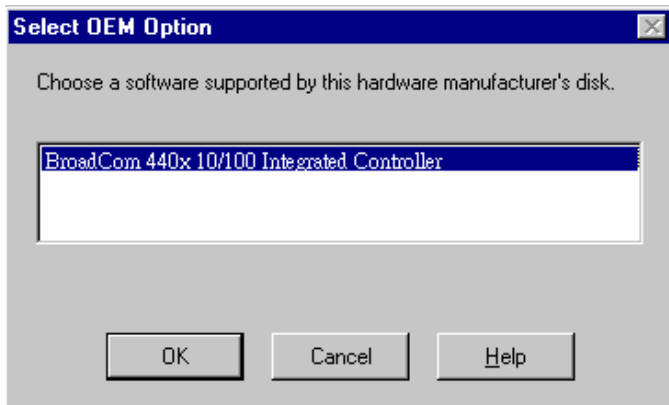 Select OEM Option
Choose a software supported by this hardware manufacturer's disk.
BroadCom 440x 10/100 Integrated Controller
OK
Cancel
Help